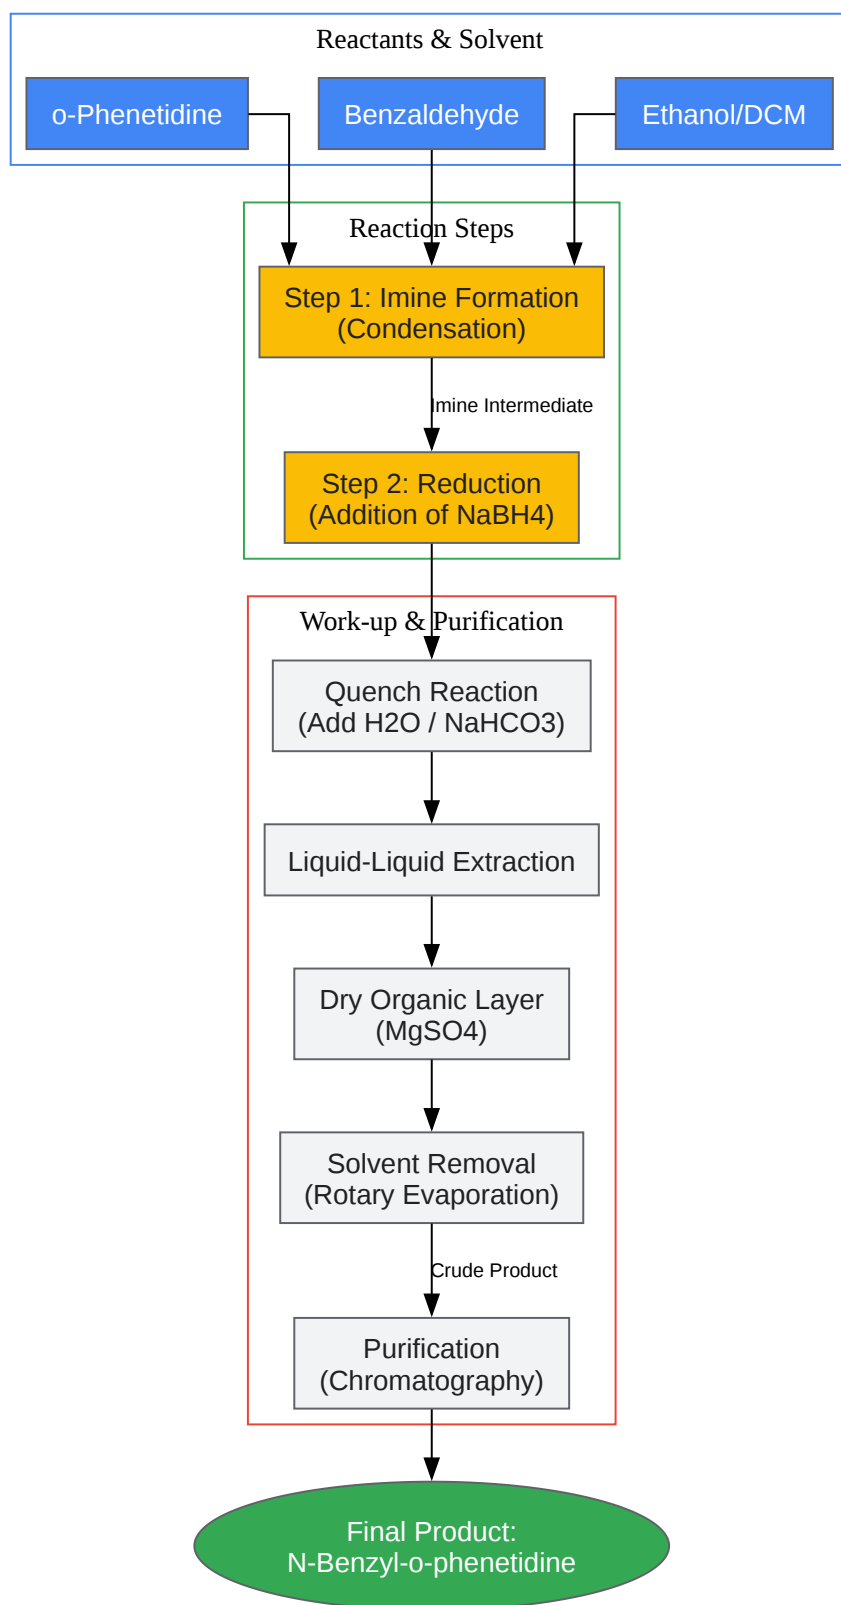 Reactants & Solvent
o-Phenetidine
Benzaldehyde
Ethanol/DCM
Reaction Steps
Step 1: Imine Formation
(Condensation)
Imine Intermediate
Step 2: Reduction
(Addition of NaBH4)
Work-up & Purification
Quench Reaction
(Add H2O / NaHCO3)
Liquid-Liquid Extraction
Dry Organic Layer
(MgSO4)
Solvent Removal
(Rotary Evaporation)
Crude Product
Purification
(Chromatography)
Final Product:
N-Benzyl-o-phenetidine